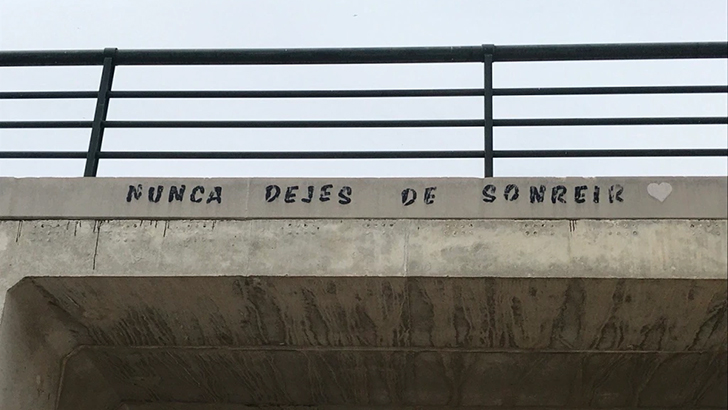 NUNCA DEJES DE SONREIR